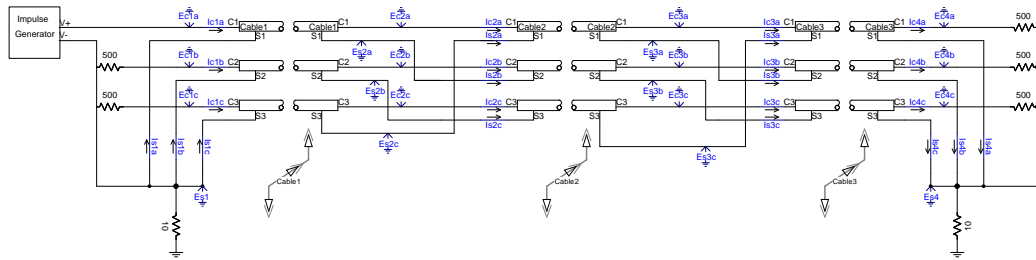 Ec1a Ec2a Ec3a Ec4a
Impulse Generator V+ Ic1a C1 Cable1 C1 Ic2a C1 Cable2 Cable2 C1 Ic3a C1 Cable3 Cable3 Ic4a 500
V- S1 S1 Is2a S1 S1 Is3a S1 S1
Es2a Es3a
500 Ec1b Ec2b Ec3b Ec4b 500
Ic1b C2 C2 Ic2b C2 C2 Ic3b C2 C2 Ic4b
S2 S2 Is2b S2 S2 Is3b S2 S2
Es2b Es3b
500 Ec1c Ec2c Ec3c Ec4c 500
Ic1c C3 C3 Ic2c C3 C3 Ic3c C3 C3 Ic4c
S3 S3 Is2c S3 S3 Is3c S3 S3
Es2c Es3c
Is1a Is1b Is1c Is4c Is4b Is4a
Cable1 Cable2 Cable3
Es1 Es4
10 10